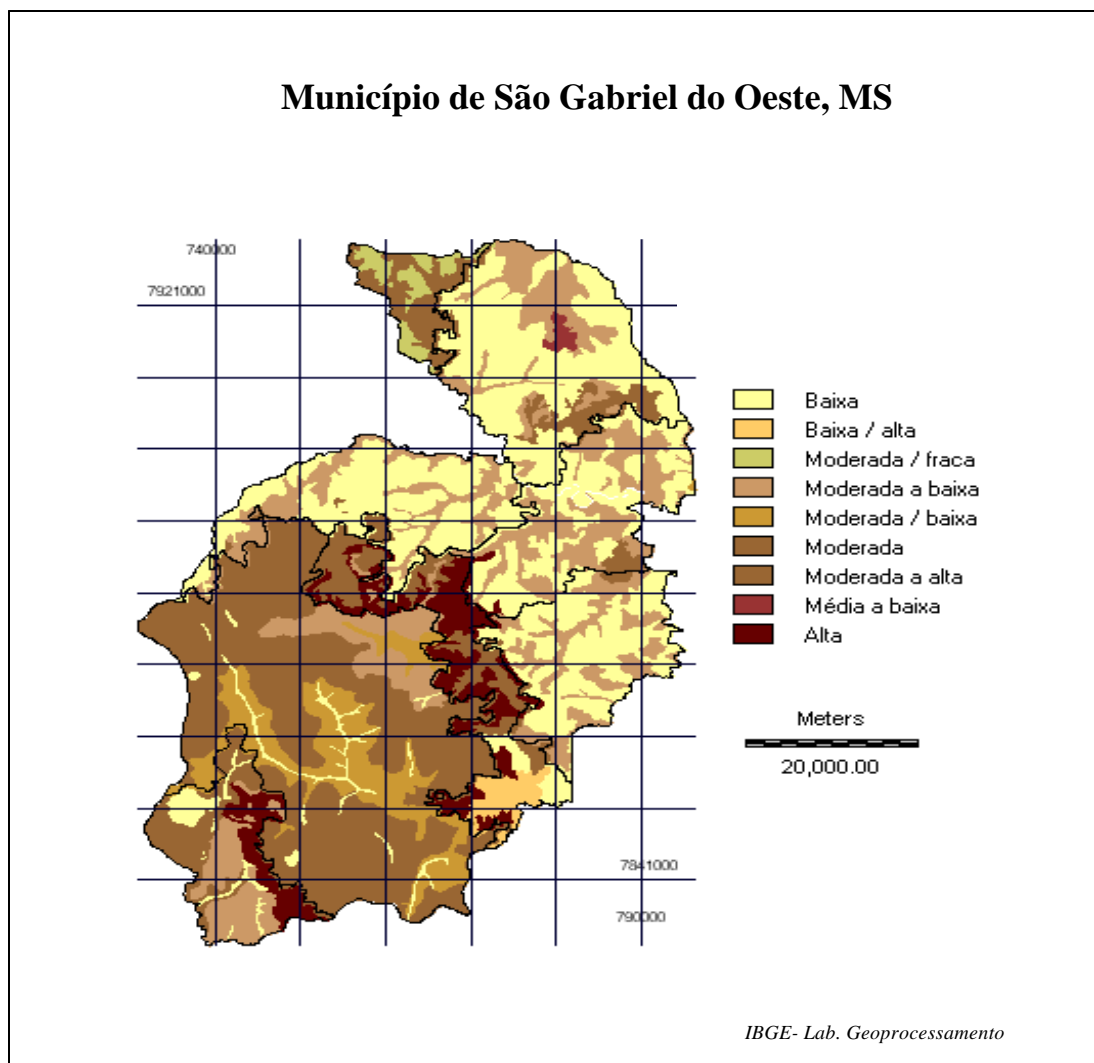 Município de São Gabriel do Oeste, MS
740000
7921000
Baixa
Baixa / alta
Moderada / fraca
Moderada a baixa
Moderada / baixa
Moderada
Moderada a alta
Média a baixa
Alta
Meters
20,000.00
7841000
790000
IBGE- Lab. Geoprocessamento